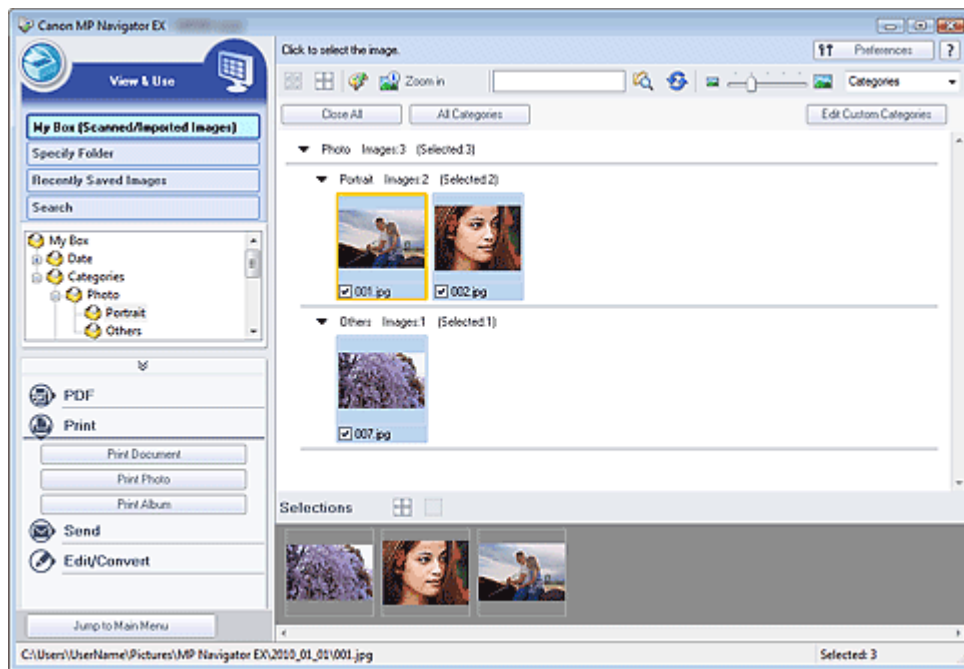 Canon MP Navigator EX
View & Use
My Box (Scanned/Imported Images)
Specify Folder
Recently Saved Images
Search
My Box
Date
Categories
Photo
Portrait
Others
PDF
Print
Print Document
Print Photo
Print Album
Send
Edit/Convert
Jump to Main Menu
Click to select the image.
Preferences
?
Zoom in
Categories
Close All
All Categories
Edit Custom Categories
Photo Images:3 (Selected:3)
Portrait Images:2 (Selected:2)
001.jpg
002.jpg
Others Images:1 (Selected:1)
007.jpg
Selections
C:\Users\UserName\Pictures\MP Navigator EX\2010_01_01\001.jpg
Selected: 3